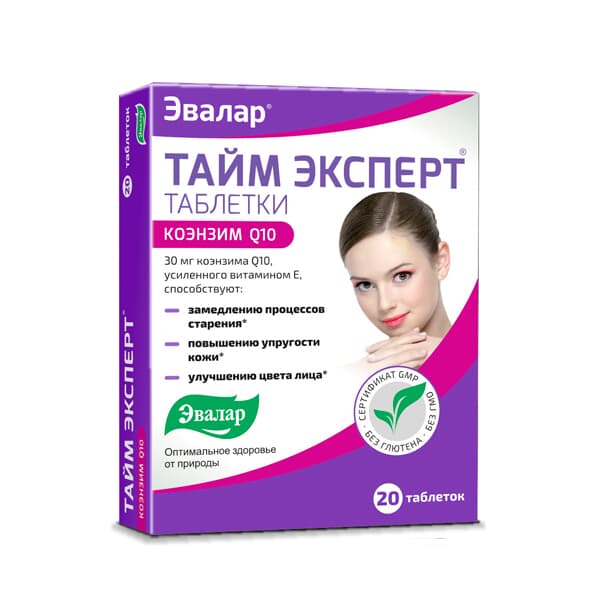 Эвалар®
ТАЙМ ЭКСПЕРТ®
ТАБЛЕТКИ
КОЭНЗИМ Q10
30 мг коэнзима Q10,
усиленного витамином Е,
способствуют:
замедлению процессов
старения*
повышению упругости
кожи*
улучшению цвета лица*
Эвалар
Оптимальное здоровье
от природы
СЕРТИФИКАТ GMP
БЕЗ ГЛЮТЕНА · БЕЗ ГМО
20 таблеток
ТАЙМ ЭКСПЕРТ®
КОЭНЗИМ Q10
20 таблеток
Эвалар